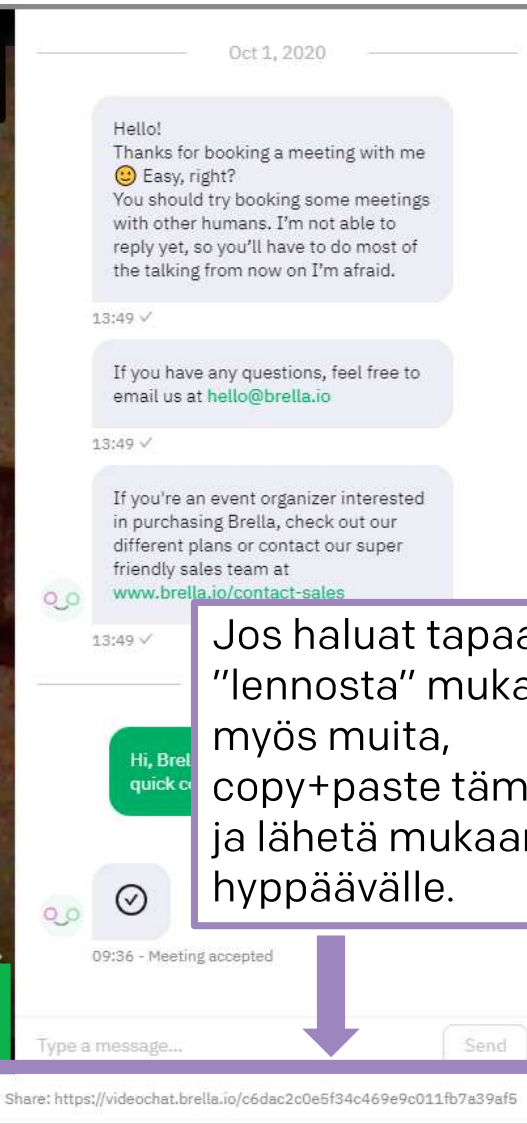 Oct 1, 2020
Hello!
Thanks for booking a meeting with me
🙂 Easy, right?
You should try booking some meetings
with other humans. I'm not able to
reply yet, so you'll have to do most of
the talking from now on I'm afraid.
13:49 ✓
If you have any questions, feel free to
email us at hello@brella.io
13:49 ✓
If you're an event organizer interested
in purchasing Brella, check out our
different plans or contact our super
friendly sales team at
www.brella.io/contact-sales
13:49 ✓
Jos haluat
"lennosta"
myös muita,
copy+paste
ja lähetä
hyppäävälle.
Hi,
quick
09:36 - Meeting accepted
Type a message...
Send
Share: https://videochat.brella.io/c6dac2c0e5f34c469e9c011fb7a39af5